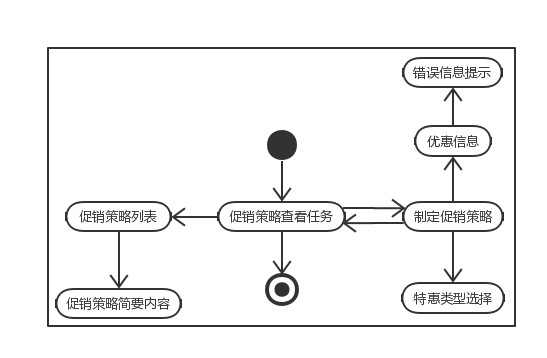 错误信息提示
优惠信息
促销策略列表
促销策略查看任务
制定促销策略
促销策略简要内容
特惠类型选择